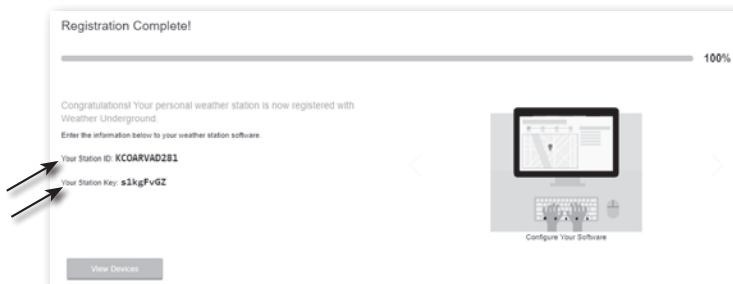 Registration Complete!
100%
Congratulations! Your personal weather station is now registered with
Weather Underground.
Enter the information below to your weather station software.
Your Station ID: KCOARVAD281
Your Station Key: s1kgFvGZ
Configure Your Software
View Devices